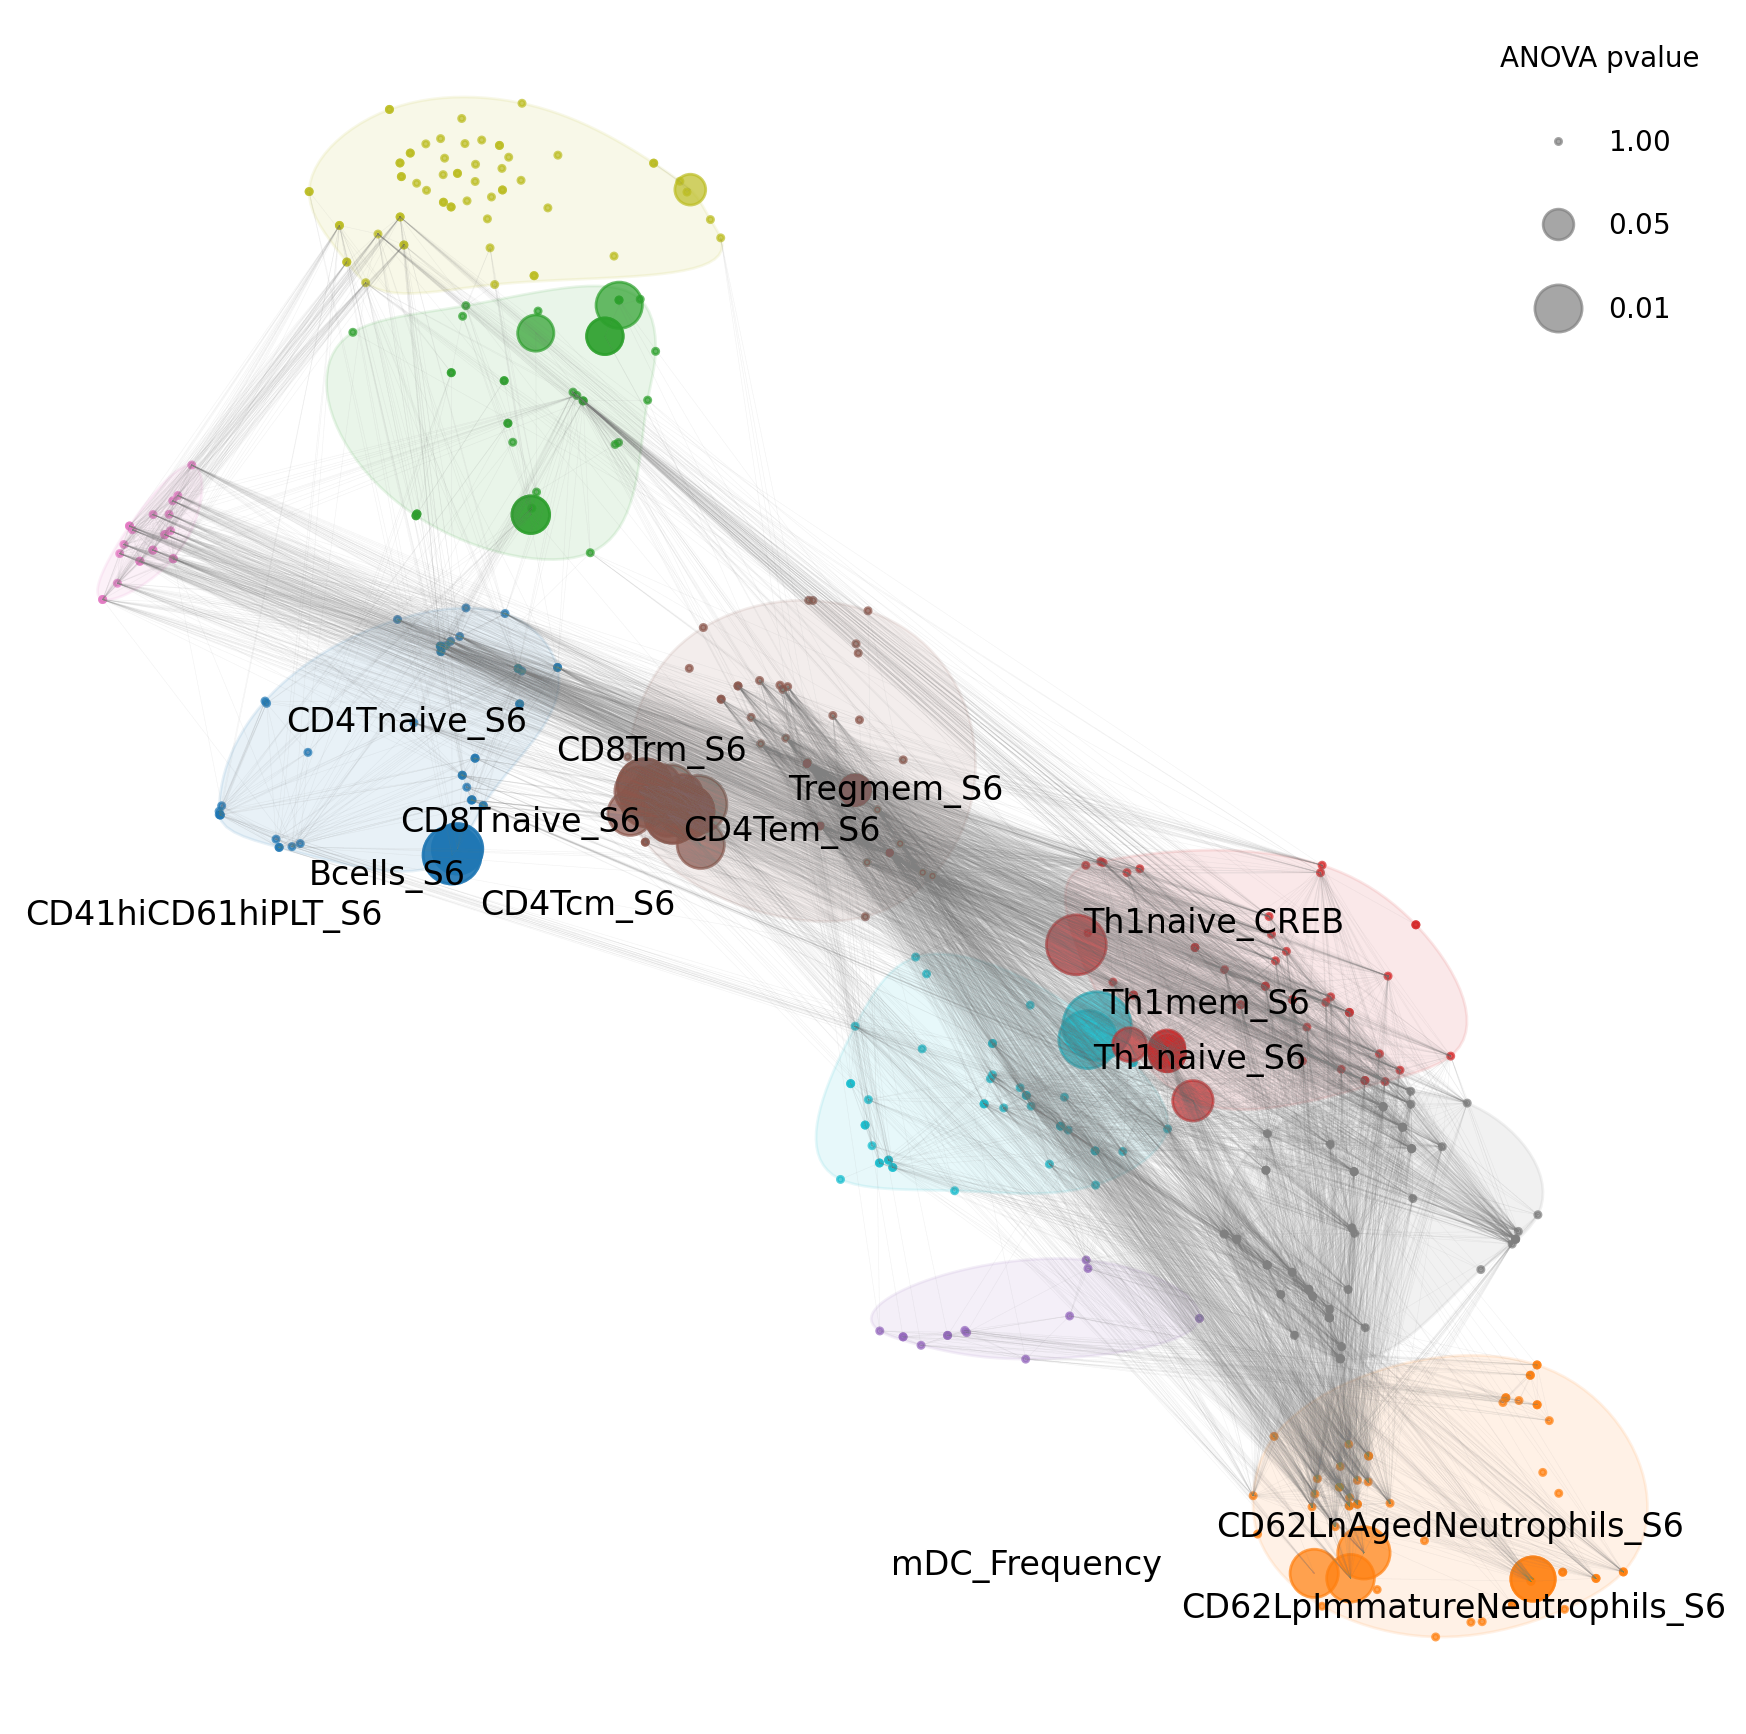 ANOVA pvalue
1.00
0.05
0.01
CD4Tnaive_S6
CD8Trm_S6
Tregmem_S6
CD8Tnaive_S6
CD4Tem_S6
Bcells_S6
CD4Tcm_S6
CD41hiCD61hiPLT_S6
Th1naive_CREB
Th1mem_S6
Th1naive_S6
CD62LnAgedNeutrophils_S6
mDC_Frequency
CD62LpImmatureNeutrophils_S6